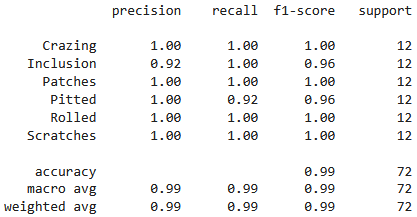 precision recall f1-score support
Crazing 1.00 1.00 1.00 12
Inclusion 0.92 1.00 0.96 12
Patches 1.00 1.00 1.00 12
Pitted 1.00 0.92 0.96 12
Rolled 1.00 1.00 1.00 12
Scratches 1.00 1.00 1.00 12
accuracy 0.99 72
macro avg 0.99 0.99 0.99 72
weighted avg 0.99 0.99 0.99 72